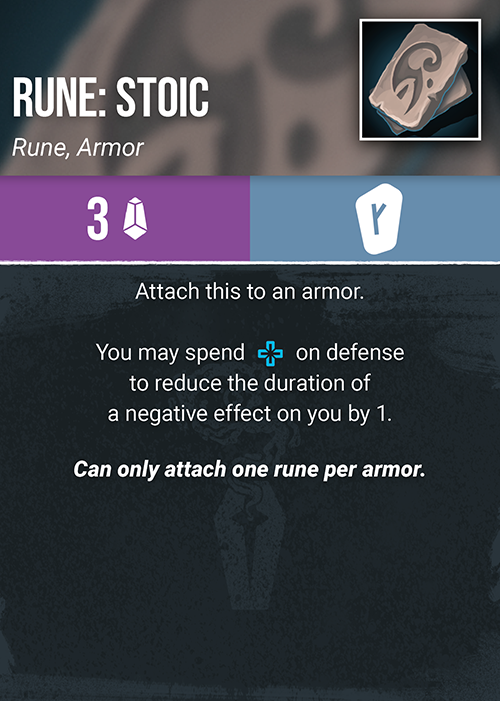 RUNE: STOIC
Rune, Armor
3
Attach this to an armor.
You may spend on defense
to reduce the duration of
a negative effect on you by 1.
Can only attach one rune per armor.